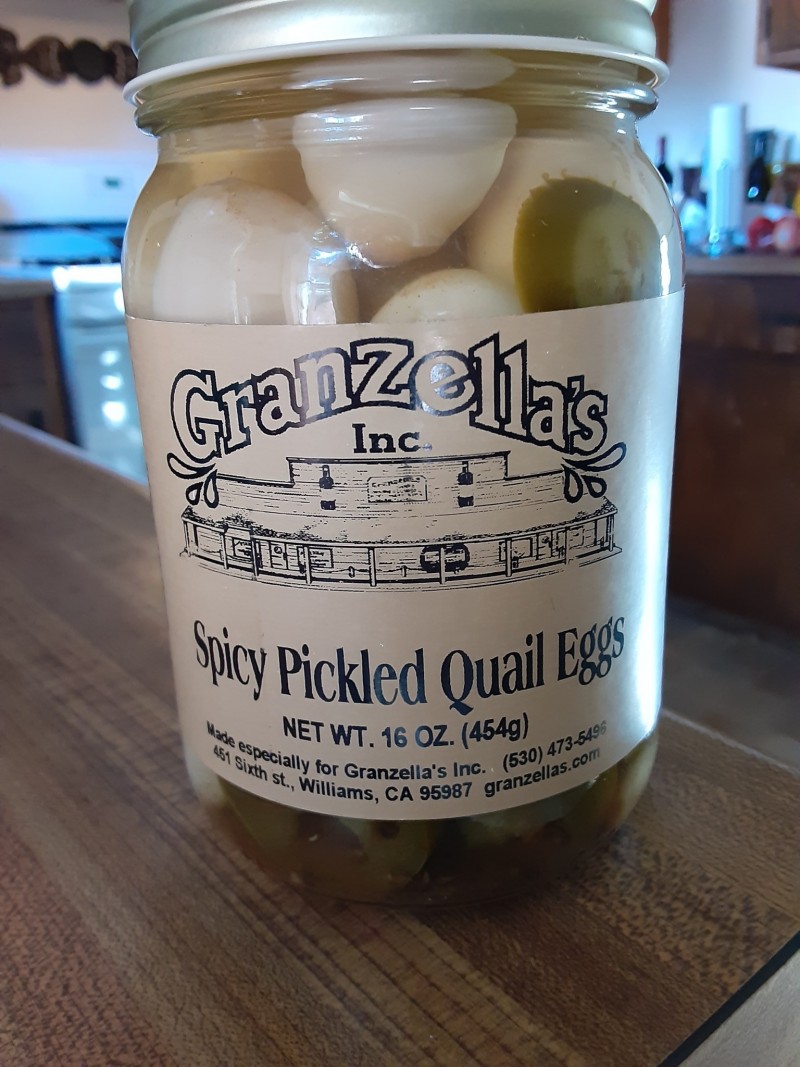 Granzella's
Inc.
Spicy Pickled Quail Eggs
NET WT. 16 OZ. (454g)
Made especially for Granzella's Inc. (530) 473-5496
451 Sixth st., Williams, CA 95987 granzellas.com